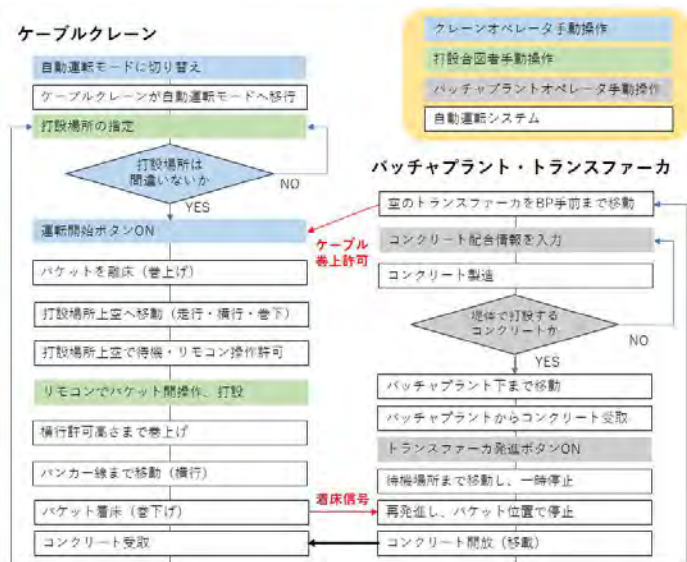 ケーブルクレーン
自動運転モードに切り替え
ケーブルクレーンが自動運転モードへ移行
打設場所の指定
打設場所は
間違いないか
NO
YES
運転開始ボタンON
バケットを離床（巻上げ）
打設場所上空へ移動（走行・横行・巻下）
打設場所上空で待機・リモコン操作許可
リモコンでバケット開操作、打設
横行許可高さまで巻上げ
バンカー線まで移動（横行）
バケット着床（巻下げ）
コンクリート受取
クレーンオペレータ手動操作
打設合図者手動操作
バッチャプラントオペレータ手動操作
自動運転システム
バッチャプラント・トランスファーカ
空のトランスファーカをBP手前まで移動
ケーブル
巻上許可
コンクリート配合情報を入力
コンクリート製造
堤体で打設する
コンクリートか
NO
YES
バッチャプラント下まで移動
バッチャプラントからコンクリート受取
トランスファーカ発進ボタンON
待機場所まで移動し、一時停止
着床信号
再発進し、バケット位置で停止
コンクリート開放（移載）